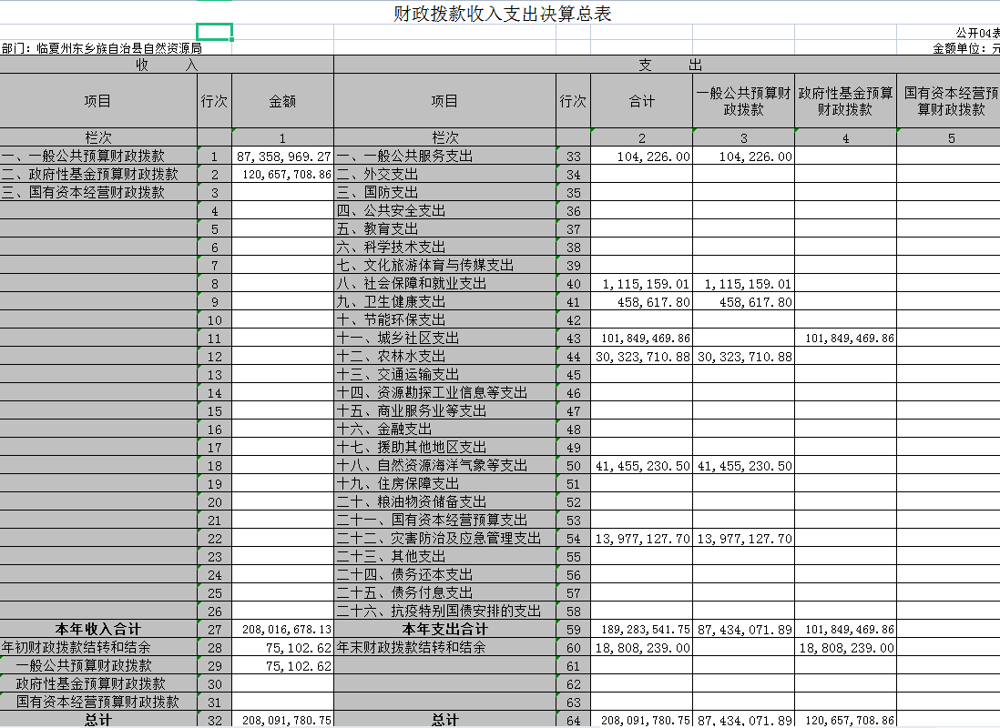 财政拨款收入支出决算总表
公开04表
部门：临夏州东乡族自治县自然资源局 金额单位：元
收 入 支 出
项目 行次 金额 项目 行次 合计 一般公共预算财政拨款 政府性基金预算财政拨款 国有资本经营预算财政拨款
栏次 1 栏次 2 3 4 5
一、一般公共预算财政拨款 1 87,358,969.27 一、一般公共服务支出 33 104,226.00 104,226.00
二、政府性基金预算财政拨款 2 120,657,708.86 二、外交支出 34
三、国有资本经营财政拨款 3 三、国防支出 35
4 四、公共安全支出 36
5 五、教育支出 37
6 六、科学技术支出 38
7 七、文化旅游体育与传媒支出 39
8 八、社会保障和就业支出 40 1,115,159.01 1,115,159.01
9 九、卫生健康支出 41 458,617.80 458,617.80
10 十、节能环保支出 42
11 十一、城乡社区支出 43 101,849,469.86 101,849,469.86
12 十二、农林水支出 44 30,323,710.88 30,323,710.88
13 十三、交通运输支出 45
14 十四、资源勘探工业信息等支出 46
15 十五、商业服务业等支出 47
16 十六、金融支出 48
17 十七、援助其他地区支出 49
18 十八、自然资源海洋气象等支出 50 41,455,230.50 41,455,230.50
19 十九、住房保障支出 51
20 二十、粮油物资储备支出 52
21 二十一、国有资本经营预算支出 53
22 二十二、灾害防治及应急管理支出 54 13,977,127.70 13,977,127.70
23 二十三、其他支出 55
24 二十四、债务还本支出 56
25 二十五、债务付息支出 57
26 二十六、抗疫特别国债安排的支出 58
本年收入合计 27 208,016,678.13 本年支出合计 59 189,283,541.75 87,434,071.89 101,849,469.86
年初财政拨款结转和结余 28 75,102.62 年末财政拨款结转和结余 60 18,808,239.00 18,808,239.00
一般公共预算财政拨款 29 75,102.62 61
政府性基金预算财政拨款 30 62
国有资本经营预算财政拨款 31 63
总计 32 208,091,780.75 总计 64 208,091,780.75 87,434,071.89 120,657,708.86